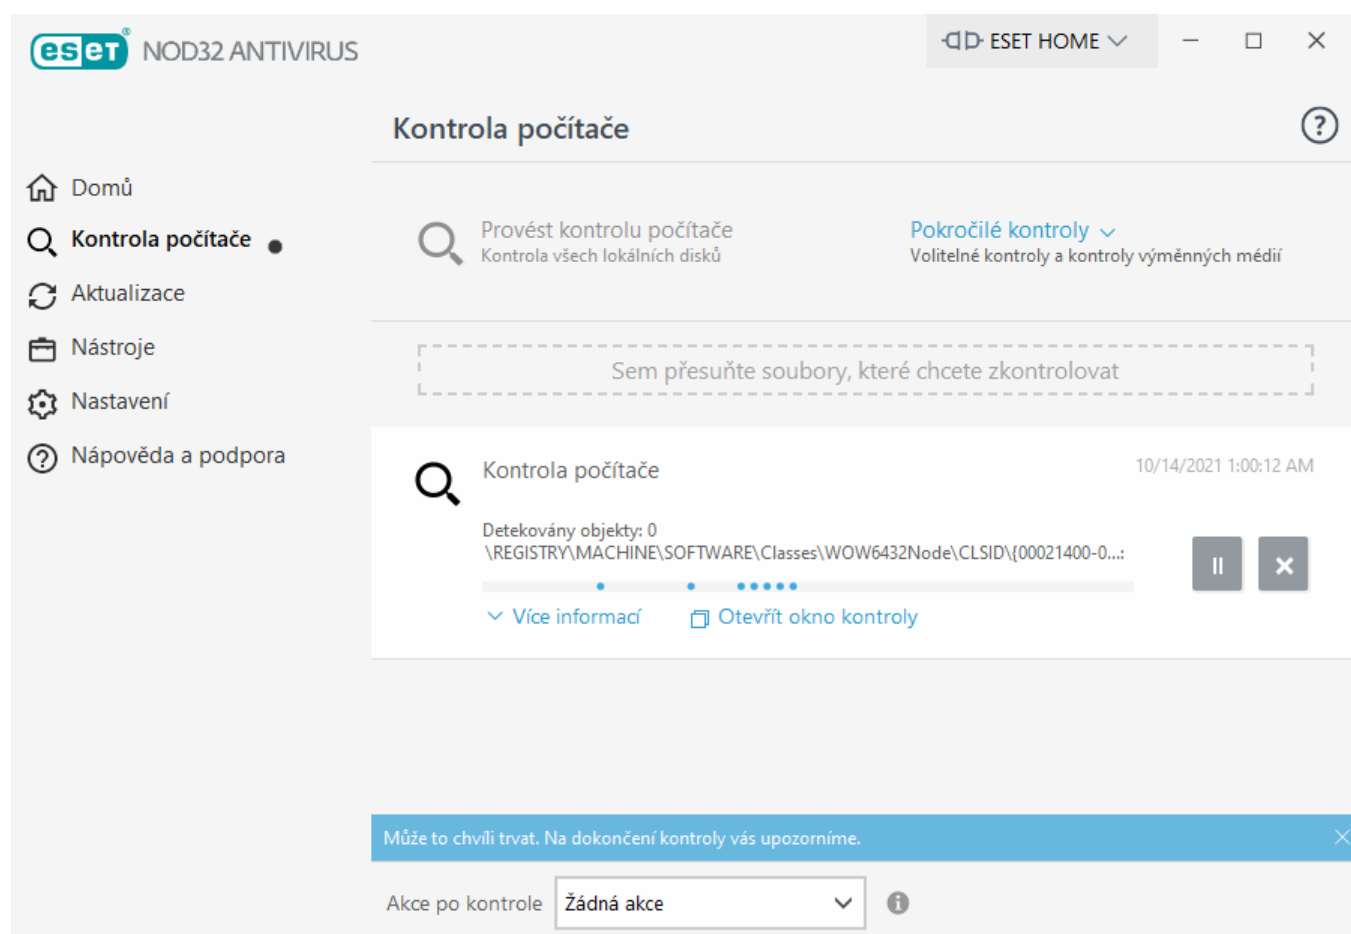 eset® NOD32 ANTIVIRUS
ESET HOME
Kontrola počítače
Domů
Kontrola počítače
Aktualizace
Nástroje
Nastavení
Nápověda a podpora
Provést kontrolu počítače
Kontrola všech lokálních disků
Pokročilé kontroly
Volitelné kontroly a kontroly výměnných médií
Sem přesuňte soubory, které chcete zkontrolovat
Kontrola počítače
10/14/2021 1:00:12 AM
Detekovány objekty: 0
\REGISTRY\MACHINE\SOFTWARE\Classes\WOW6432Node\CLSID\{00021400-0...:
Více informací
Otevřít okno kontroly
Může to chvíli trvat. Na dokončení kontroly vás upozorníme.
Akce po kontrole
Žádná akce